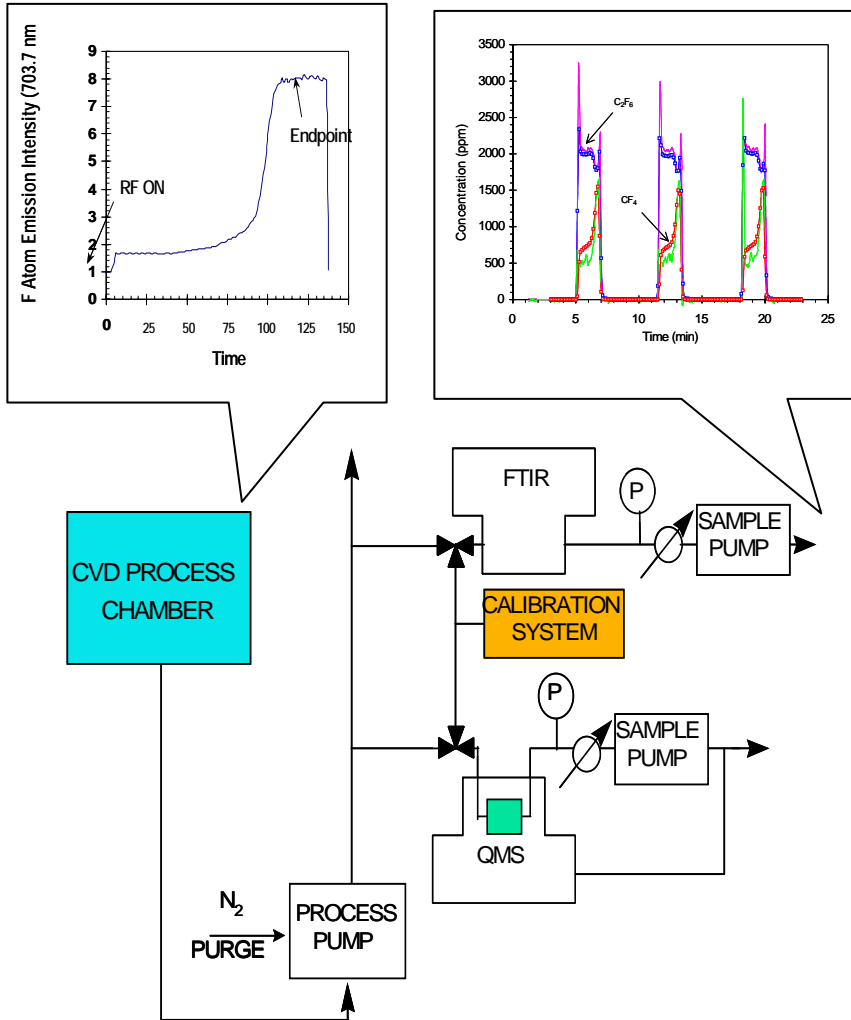 F Atom Emission Intensity (703.7 nm
9
8
7
6
5
4
3
2
1
0
Endpoint
RF ON
0
25
50
75
100
125
150
Time
3500
3000
2500
2000
1500
1000
500
0
Concentration (ppm)
C2F6
CF4
0
5
10
15
20
25
Time (min)
FTIR
P
SAMPLE
PUMP
CVD PROCESS
CHAMBER
CALIBRATION
SYSTEM
P
SAMPLE
PUMP
QMS
N2
PURGE
PROCESS
PUMP